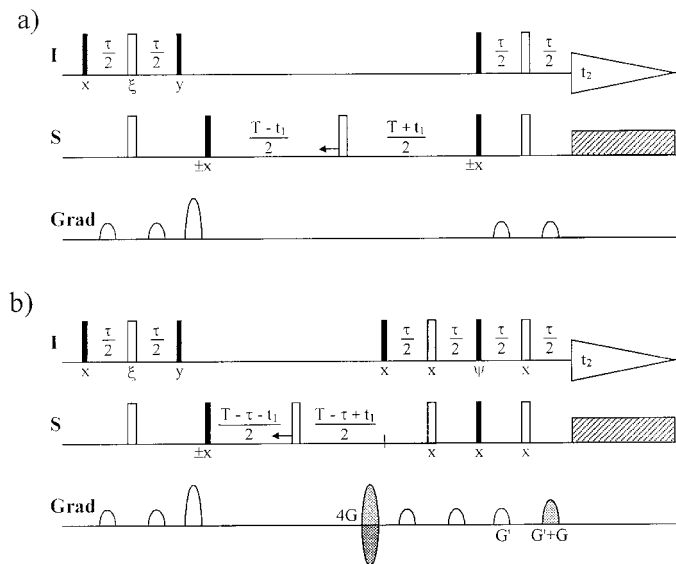 a)
I
τ/2 τ/2 τ/2 τ/2
t₂
x ξ y
S
T - t₁/2 T + t₁/2
±x ±x
Grad
b)
I
τ/2 τ/2 τ/2 τ/2 τ/2 τ/2
t₂
x ξ y x x ψ x
S
T - τ - t₁/2 T - τ + t₁/2
±x x x x
Grad
4G
G' G'+G